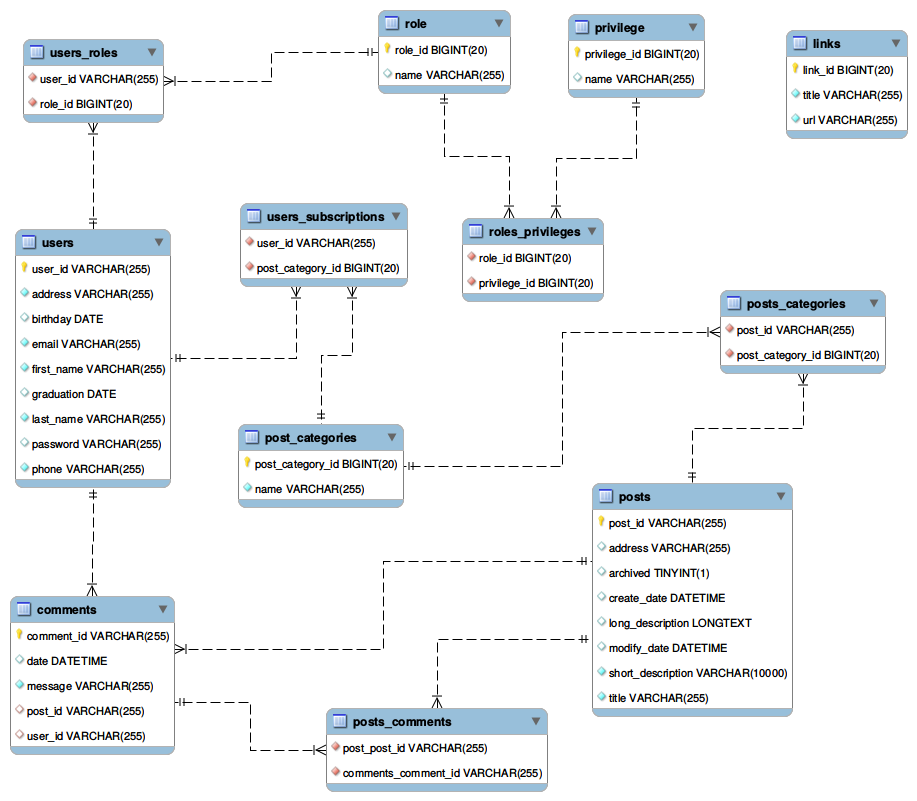 users_roles
user_id VARCHAR(255)
role_id BIGINT(20)
role
role_id BIGINT(20)
name VARCHAR(255)
privilege
privilege_id BIGINT(20)
name VARCHAR(255)
links
link_id BIGINT(20)
title VARCHAR(255)
url VARCHAR(255)
users
user_id VARCHAR(255)
address VARCHAR(255)
birthday DATE
email VARCHAR(255)
first_name VARCHAR(255)
graduation DATE
last_name VARCHAR(255)
password VARCHAR(255)
phone VARCHAR(255)
users_subscriptions
user_id VARCHAR(255)
post_category_id BIGINT(20)
roles_privileges
role_id BIGINT(20)
privilege_id BIGINT(20)
posts_categories
post_id VARCHAR(255)
post_category_id BIGINT(20)
post_categories
post_category_id BIGINT(20)
name VARCHAR(255)
posts
post_id VARCHAR(255)
address VARCHAR(255)
archived TINYINT(1)
create_date DATETIME
long_description LONGTEXT
modify_date DATETIME
short_description VARCHAR(10000)
title VARCHAR(255)
comments
comment_id VARCHAR(255)
date DATETIME
message VARCHAR(255)
post_id VARCHAR(255)
user_id VARCHAR(255)
posts_comments
post_post_id VARCHAR(255)
comments_comment_id VARCHAR(255)